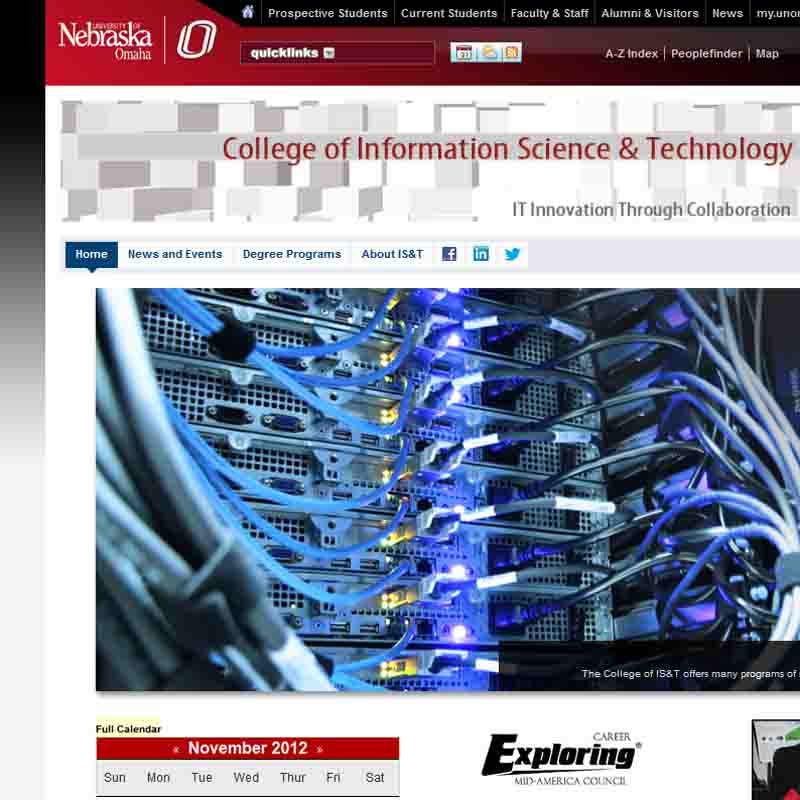 Prospective Students Current Students Faculty & Staff Alumni & Visitors News
UNIVERSITY OF
Nebraska
Omaha
quicklinks
A-Z Index Peoplefinder Map
College of Information Science & Technology
IT Innovation Through Collaboration
Home News and Events Degree Programs About IS&T
The College of IS&T offers many programs of
Full Calendar
« November 2012 »
Sun Mon Tue Wed Thur Fri Sat
CAREER
Exploring®
MID-AMERICA COUNCIL